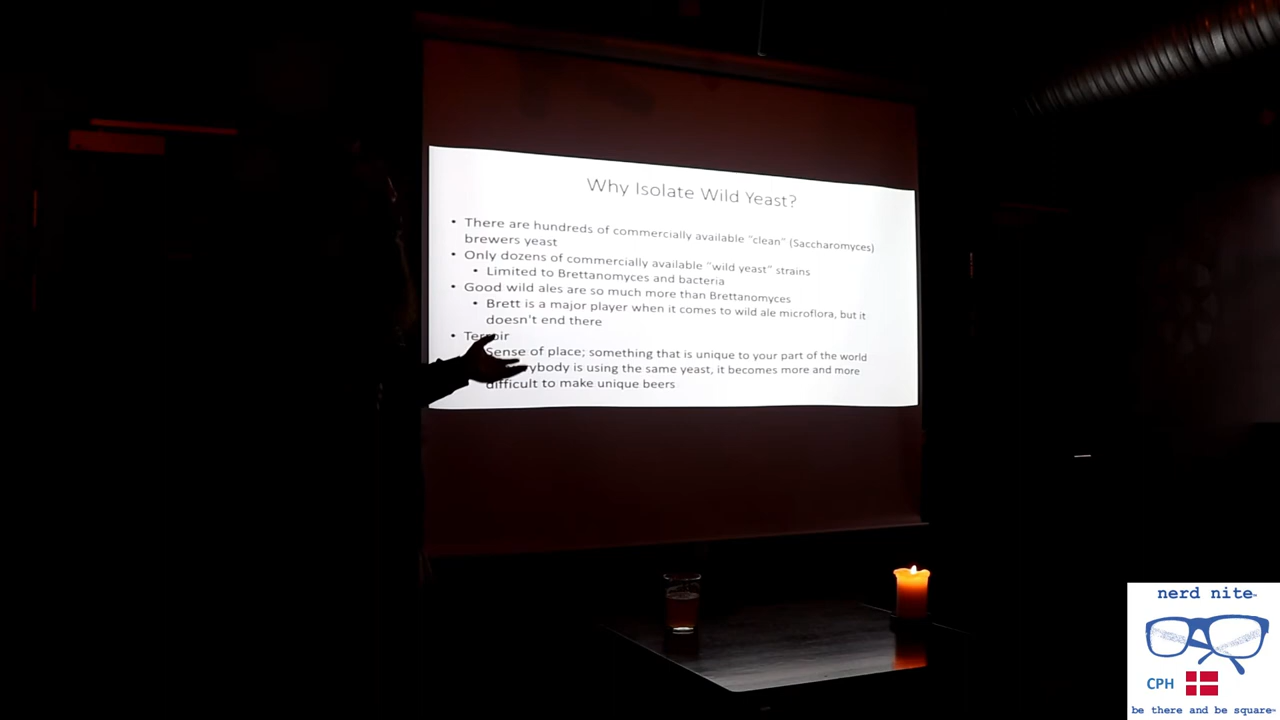 Why Isolate Wild Yeast?
• There are hundreds of commercially available "clean" (Saccharomyces)
brewers yeast
• Only dozens of commercially available "wild yeast" strains
• Limited to Brettanomyces and bacteria
• Good wild ales are so much more than Brettanomyces
• Brett is a major player when it comes to wild ale microflora, but it
doesn't end there
• Terroir
Sense of place; something that is unique to your part of the world
is using the same yeast, it becomes more and more
difficult to make unique beers
nerd nite
CPH
be there and be square